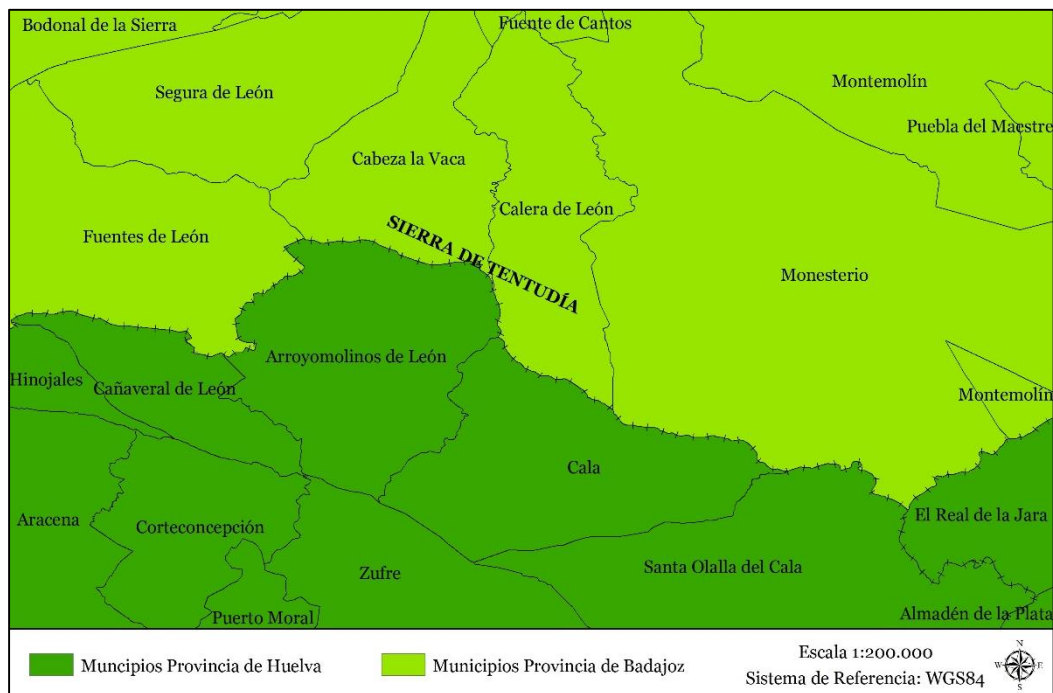 Bodonal de la Sierra
Fuente de Cantos
Segura de León
Montemolín
Puebla del Maestre
Cabeza la Vaca
Calera de León
Fuentes de León
SIERRA DE TENTUDÍA
Monesterio
Arroyomolinos de León
Hinojales
Cañaveral de León
Montemolín
Cala
Aracena
Corteconcepción
El Real de la Jara
Zufre
Santa Olalla del Cala
Puerto Moral
Almadén de la Plata
Muncipios Provincia de Huelva
Municipios Provincia de Badajoz
Escala 1:200.000
Sistema de Referencia: WGS84
N
W
E
S